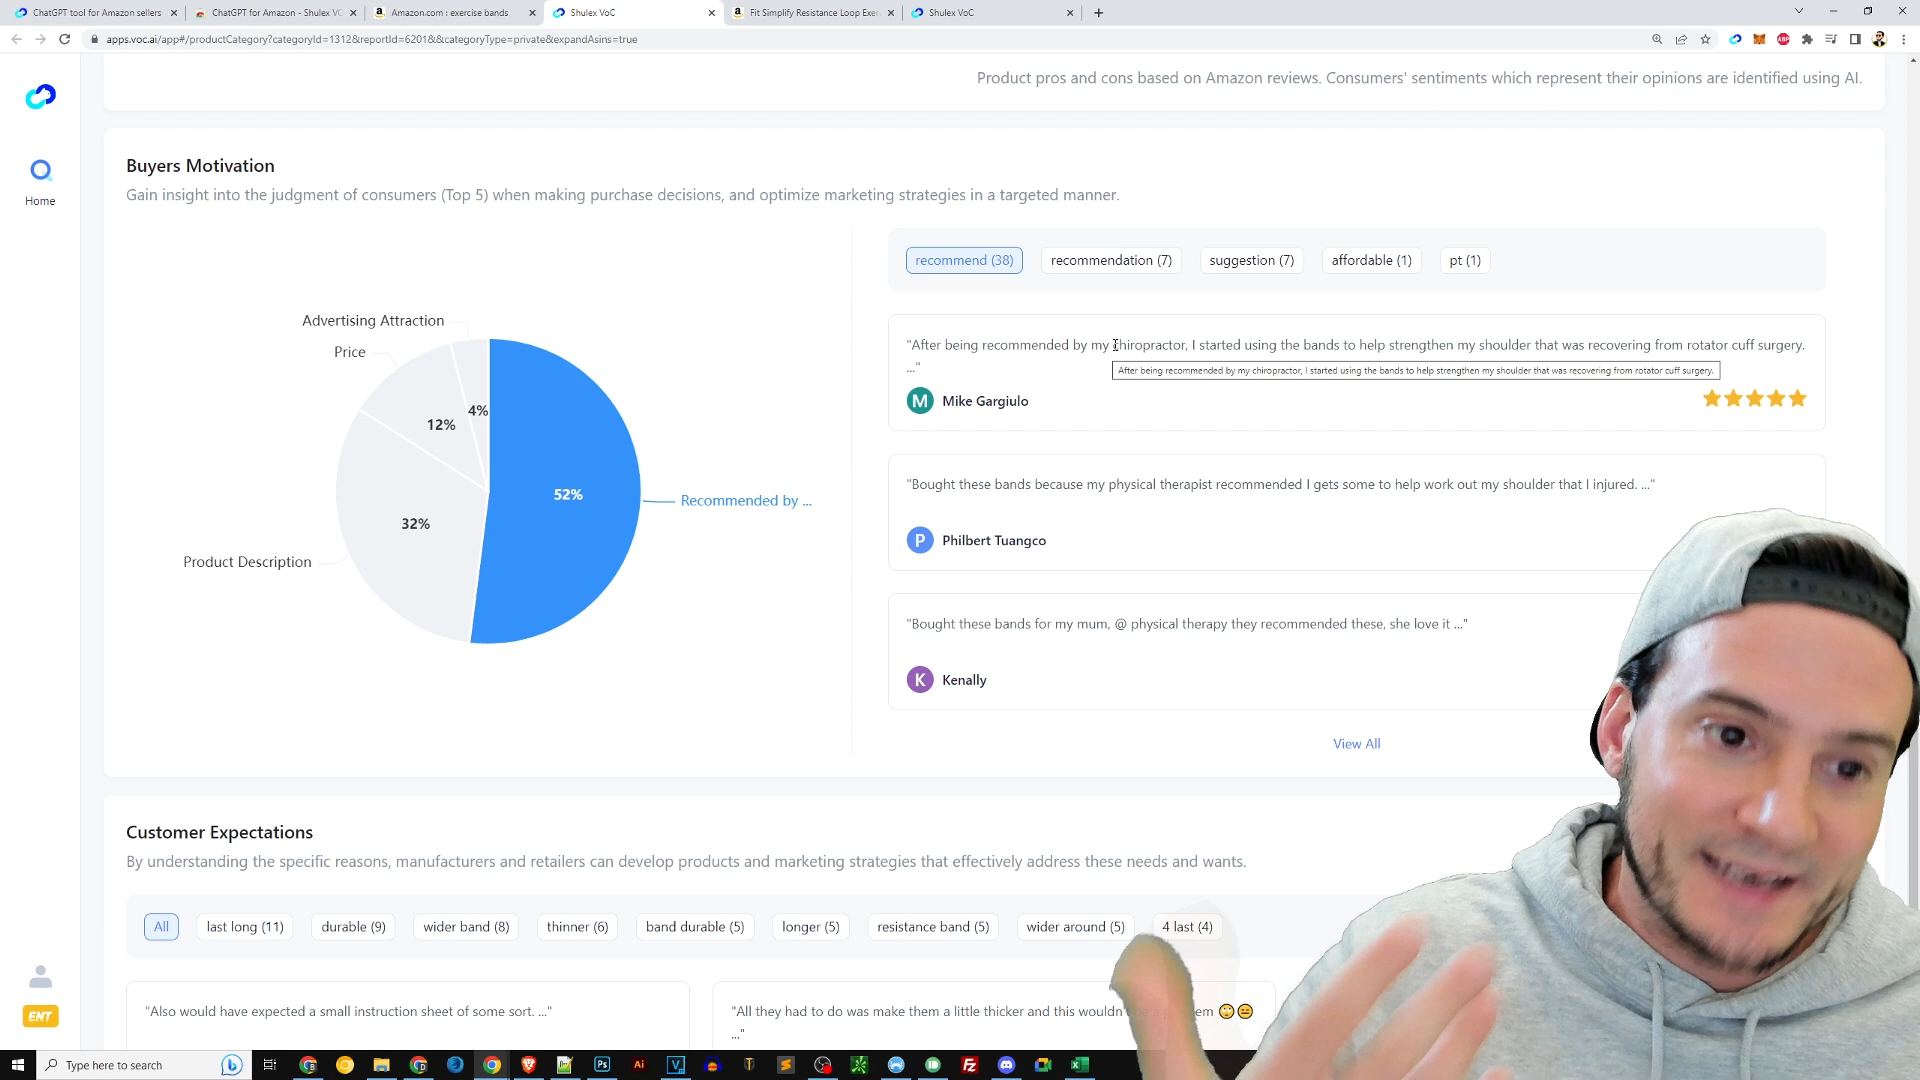 ChatGPT tool for Amazon sellers
ChatGPT for Amazon - Shulex VC
Amazon.com : exercise bands
Shulex VoC
Fit Simplify Resistance Loop Exer
Shulex VoC
apps.voc.ai/app#/productCategory?categoryId=1312&reportId=6201&&categoryType=private&expandAsins=true
ABP
Product pros and cons based on Amazon reviews. Consumers' sentiments which represent their opinions are identified using AI.
Home
Buyers Motivation
Gain insight into the judgment of consumers (Top 5) when making purchase decisions, and optimize marketing strategies in a targeted manner.
recommend (38)
recommendation (7)
suggestion (7)
affordable (1)
pt (1)
Advertising Attraction
Price
4%
12%
52%
32%
Recommended by ...
Product Description
"After being recommended by my chiropractor, I started using the bands to help strengthen my shoulder that was recovering from rotator cuff surgery.
..."
After being recommended by my chiropractor, I started using the bands to help strengthen my shoulder that was recovering from rotator cuff surgery.
M
Mike Gargiulo
"Bought these bands because my physical therapist recommended I gets some to help work out my shoulder that I injured. ..."
P
Philbert Tuangco
"Bought these bands for my mum, @ physical therapy they recommended these, she love it ..."
K
Kenally
View All
Customer Expectations
By understanding the specific reasons, manufacturers and retailers can develop products and marketing strategies that effectively address these needs and wants.
All
last long (11)
durable (9)
wider band (8)
thinner (6)
band durable (5)
longer (5)
resistance band (5)
wider around (5)
4 last (4)
"Also would have expected a small instruction sheet of some sort. ..."
"All they had to do was make them a little thicker and this wouldn't be a
🙄😑
..."
ENT
Type here to search
Ps
Ai
V
Fz